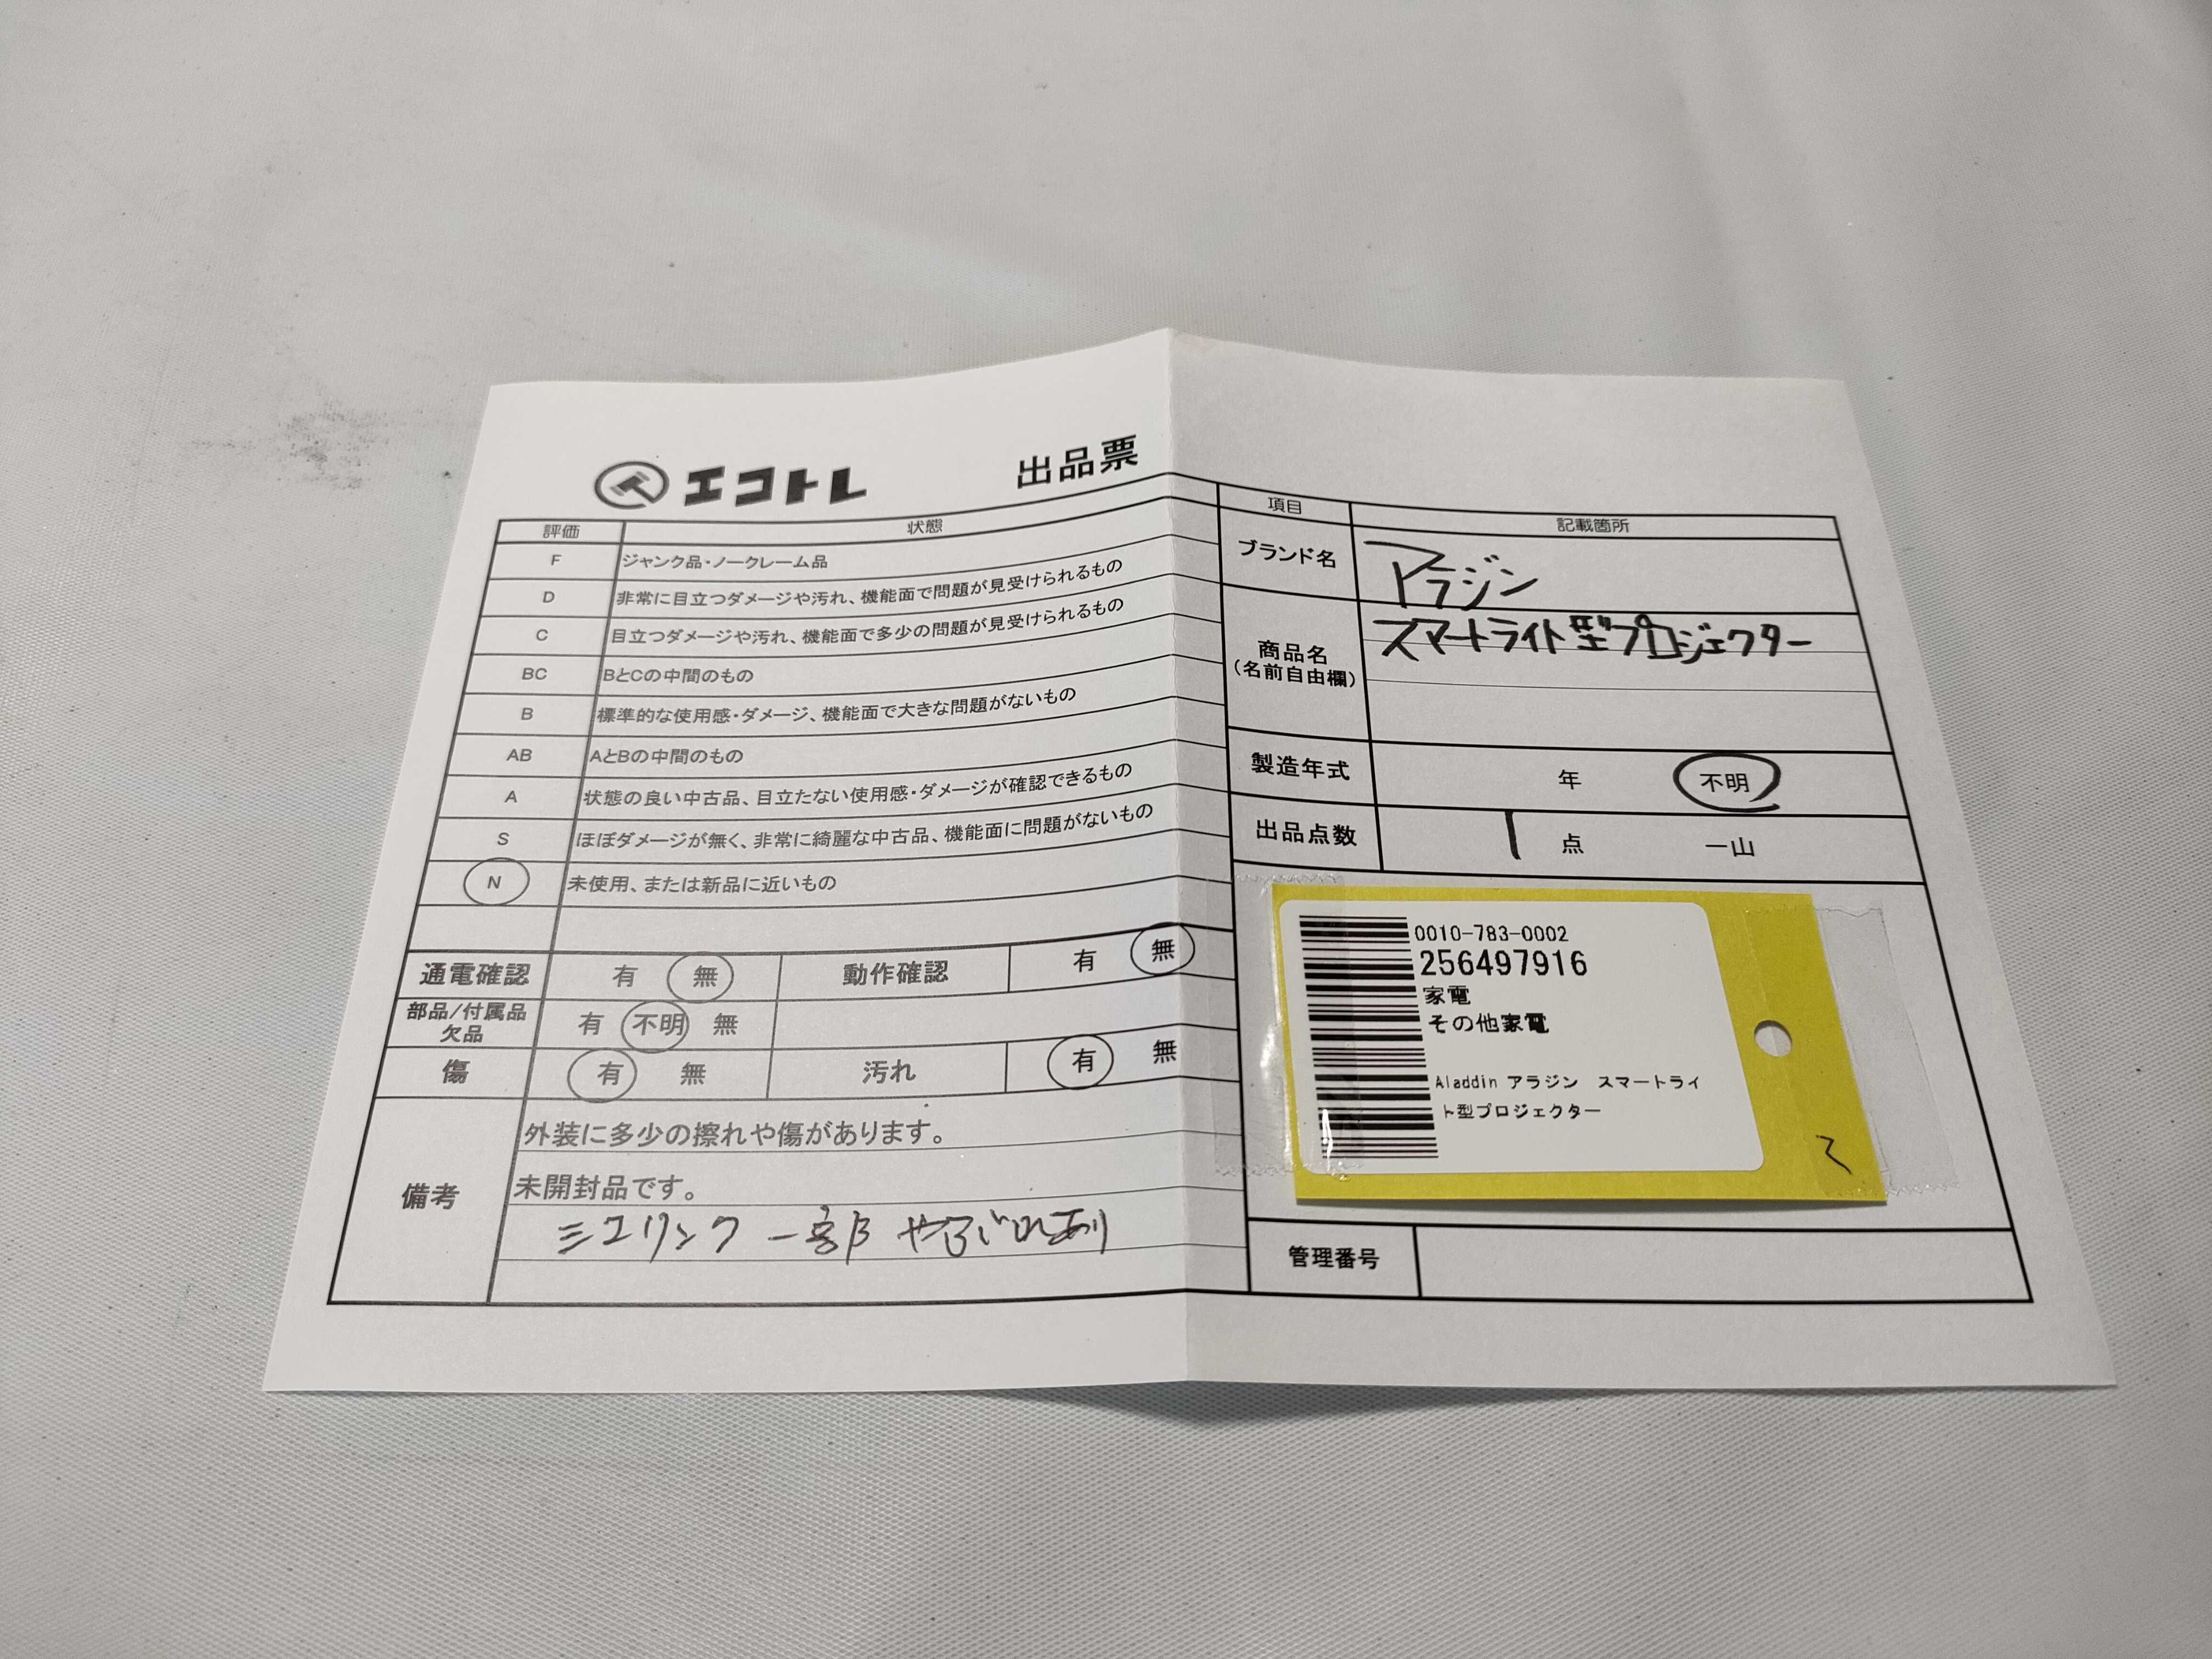 エコトレ 出品票
評価 状態
F ジャンク品・ノークレーム品
D 非常に目立つダメージや汚れ、機能面で問題が見受けられるもの
C 目立つダメージや汚れ、機能面で多少の問題が見受けられるもの
BC BとCの中間のもの
B 標準的な使用感・ダメージ、機能面で大きな問題がないもの
AB AとBの中間のもの
A 状態の良い中古品、目立たない使用感・ダメージが確認できるもの
S ほぼダメージが無く、非常に綺麗な中古品、機能面に問題がないもの
N 未使用、または新品に近いもの
通電確認 有 無 動作確認 有 無
部品/付属品
欠品 有 不明 無
傷 有 無 汚れ 有 無
備考
外装に多少の擦れや傷があります。
未開封品です。
シュリンク一部やぶれあり
項目 記載箇所
ブランド名 アラジン
商品名
(名前自由欄)
スマートライト型プロジェクター
製造年式 年 不明
出品点数 1 点 一山
0010-783-0002
256497916
家電
その他家電
Aladdin アラジン スマートライ
ト型プロジェクター
管理番号